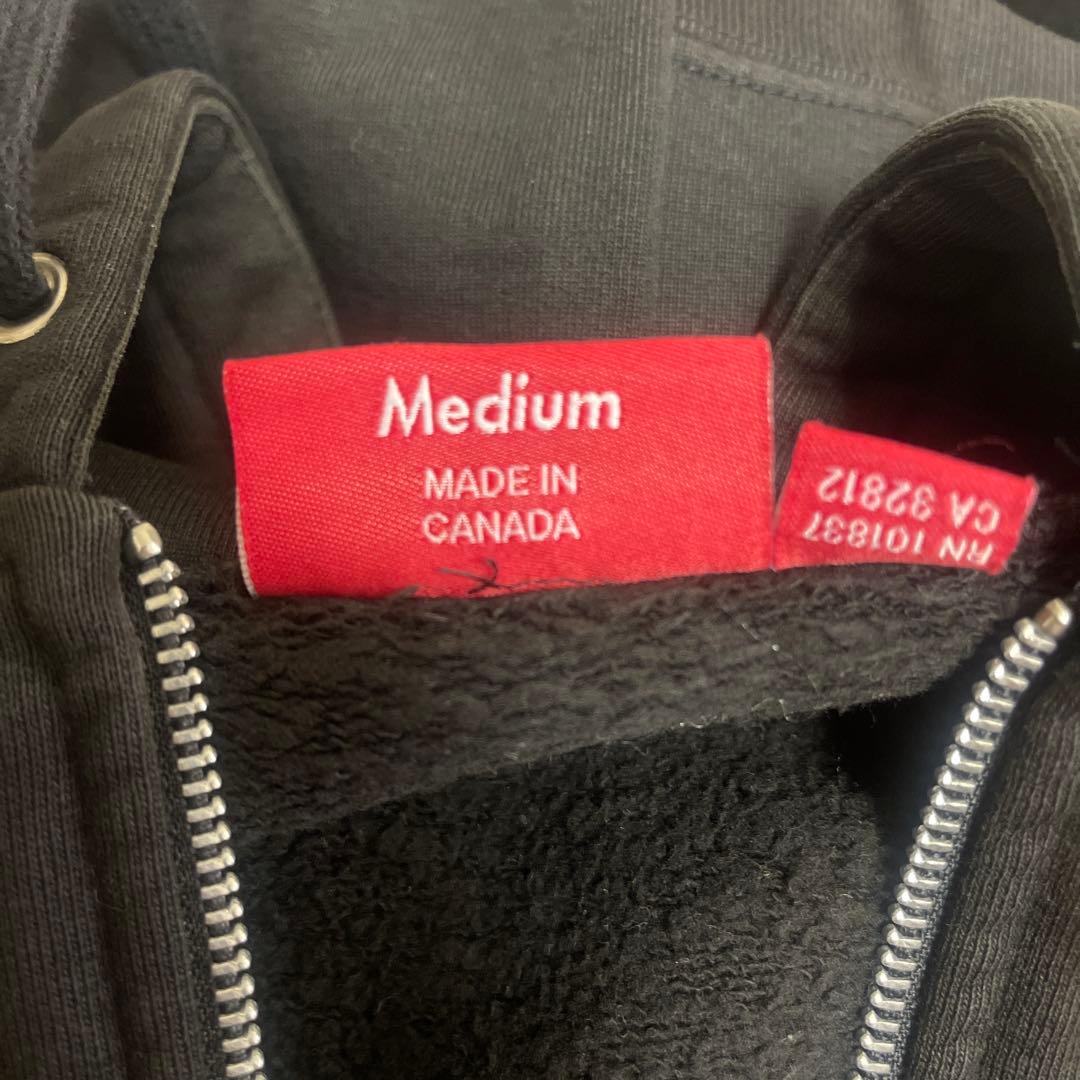 Medium
MADE IN
CANADA
RN 101837
CA 32812